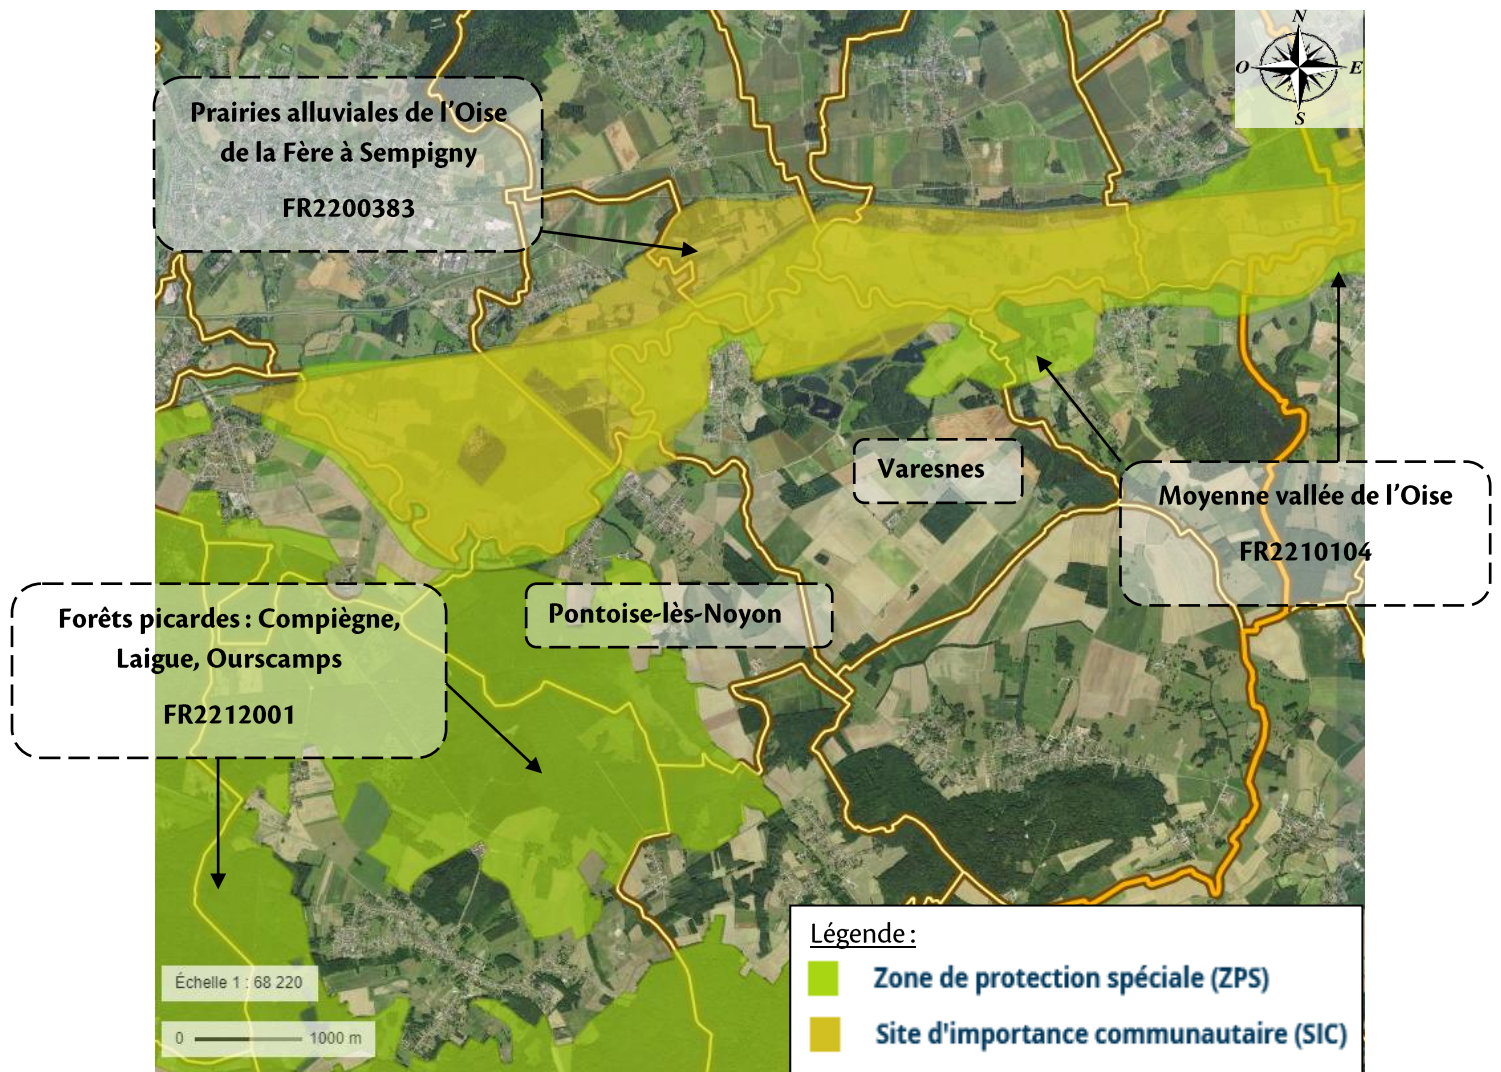 N
O
E
S
Prairies alluviales de l'Oise
de la Fère à Sempigny
FR2200383
Varesnes
Moyenne vallée de l'Oise
FR2210104
Forêts picardes : Compiègne,
Laigue, Ourscamps
FR2212001
Pontoise-lès-Noyon
Légende :
Zone de protection spéciale (ZPS)
Site d'importance communautaire (SIC)
Échelle 1 : 68 220
0 1000 m